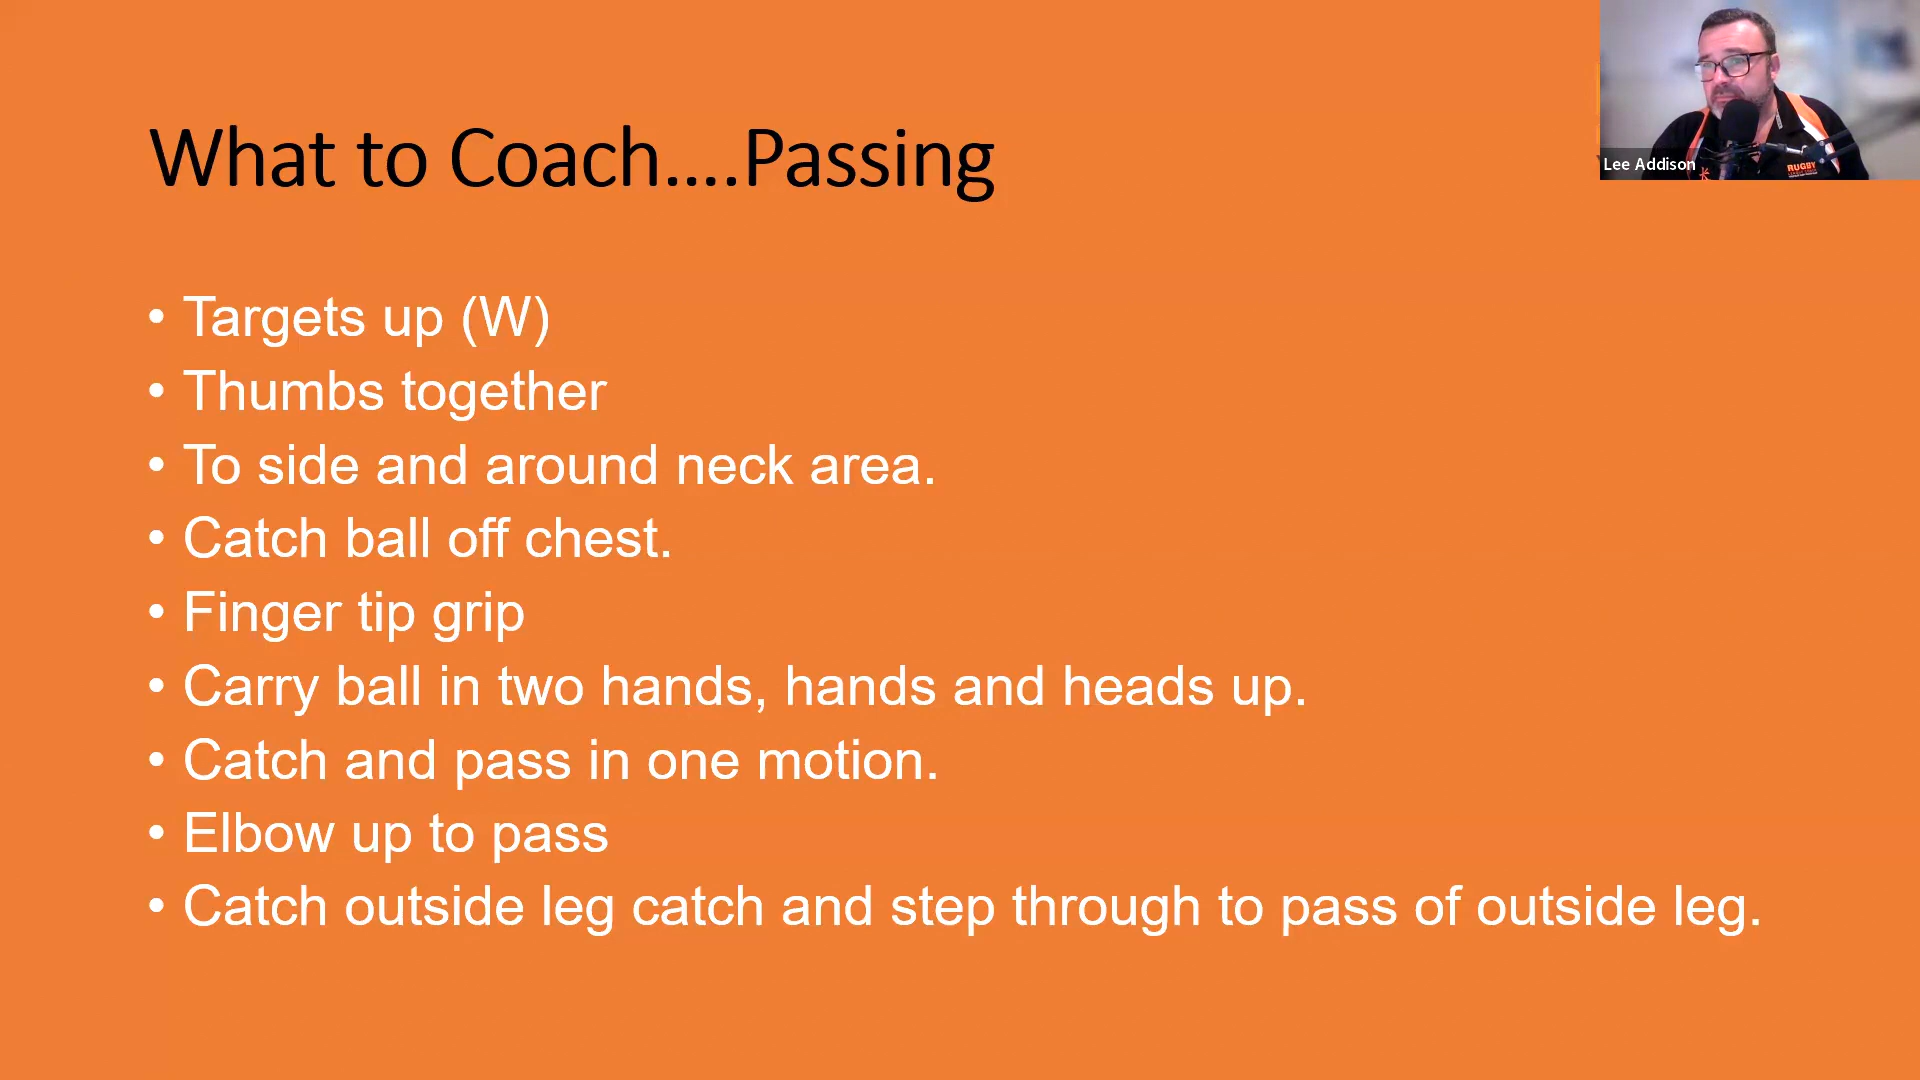 What to Coach....Passing
• Targets up (W)
• Thumbs together
• To side and around neck area.
• Catch ball off chest.
• Finger tip grip
• Carry ball in two hands, hands and heads up.
• Catch and pass in one motion.
• Elbow up to pass
• Catch outside leg catch and step through to pass of outside leg.
Lee Addison
RUGBY